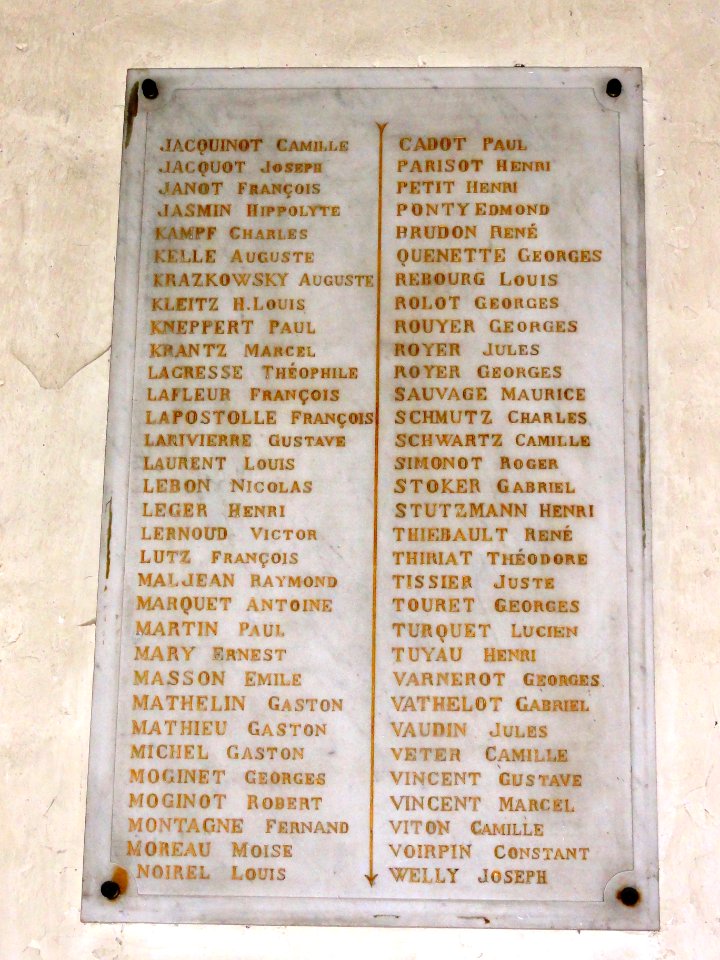 JACQUINOT CAMILLE
JACQUOT JOSEPH
JANOT FRANÇOIS
JASMIN HIPPOLYTE
KAMPF CHARLES
KELLE AUGUSTE
KRAZKOWSKY AUGUSTE
KLEITZ H.LOUIS
KNEPPERT PAUL
KRANTZ MARCEL
LAGRESSE THÉOPHILE
LAFLEUR FRANÇOIS
LAPOSTOLLE FRANÇOIS
LARIVIERRE GUSTAVE
LAURENT LOUIS
LEBON NICOLAS
LEGER HENRI
LERNOUD VICTOR
LUTZ FRANÇOIS
MALJEAN RAYMOND
MARQUET ANTOINE
MARTIN PAUL
MARY ERNEST
MASSON EMILE
MATHELIN GASTON
MATHIEU GASTON
MICHEL GASTON
MOGINET GEORGES
MOGINOT ROBERT
MONTAGNE FERNAND
MOREAU MOISE
NOIREL LOUIS
CADOT PAUL
PARISOT HENRI
PETIT HENRI
PONTY EDMOND
PRUDON RENÉ
QUENETTE GEORGES
REBOURG LOUIS
ROLOT GEORGES
ROUYER GEORGES
ROYER JULES
ROYER GEORGES
SAUVAGE MAURICE
SCHMUTZ CHARLES
SCHWARTZ CAMILLE
SIMONOT ROGER
STOKER GABRIEL
STUTZMANN HENRI
THIEBAULT RENÉ
THIRIAT THÉODORE
TISSIER JUSTE
TOURET GEORGES
TURQUET LUCIEN
TUYAU HENRI
VARNEROT GEORGES
VATHELOT GABRIEL
VAUDIN JULES
VETER CAMILLE
VINCENT GUSTAVE
VINCENT MARCEL
VITON CAMILLE
VOIRPIN CONSTANT
WELLY JOSEPH